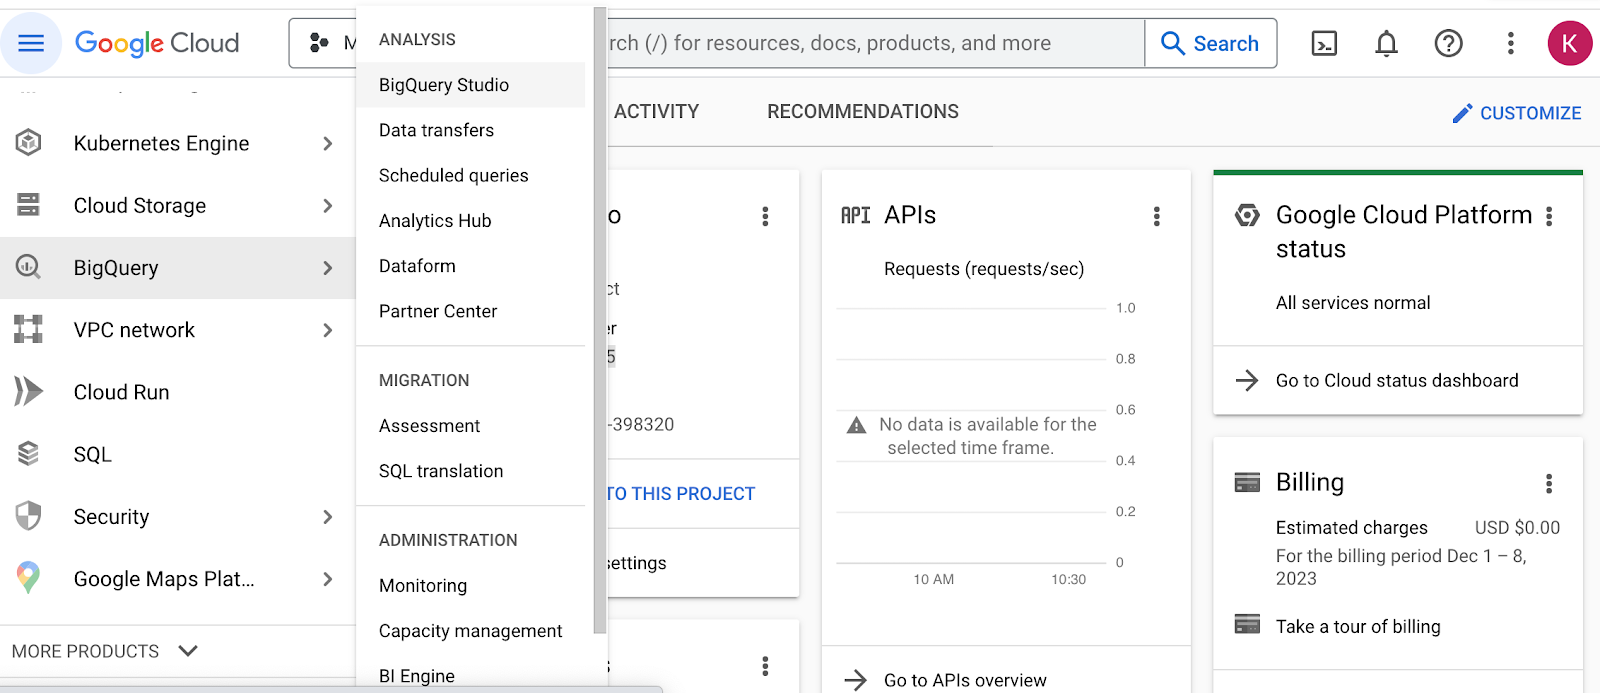 Google Cloud
M
rch (/) for resources, docs, products, and more
Search
K
Kubernetes Engine
Cloud Storage
BigQuery
VPC network
Cloud Run
SQL
Security
Google Maps Plat...
MORE PRODUCTS
ANALYSIS
BigQuery Studio
Data transfers
Scheduled queries
Analytics Hub
Dataform
Partner Center
MIGRATION
Assessment
SQL translation
ADMINISTRATION
Monitoring
Capacity management
BI Engine
ACTIVITY
RECOMMENDATIONS
CUSTOMIZE
o
ct
er
5
-398320
TO THIS PROJECT
settings
s
API APIs
Requests (requests/sec)
1.0
0.8
0.6
No data is available for the
selected time frame.
0.4
0.2
0
10 AM
10:30
Go to APIs overview
Google Cloud Platform
status
All services normal
Go to Cloud status dashboard
Billing
Estimated charges USD $0.00
For the billing period Dec 1 – 8,
2023
Take a tour of billing